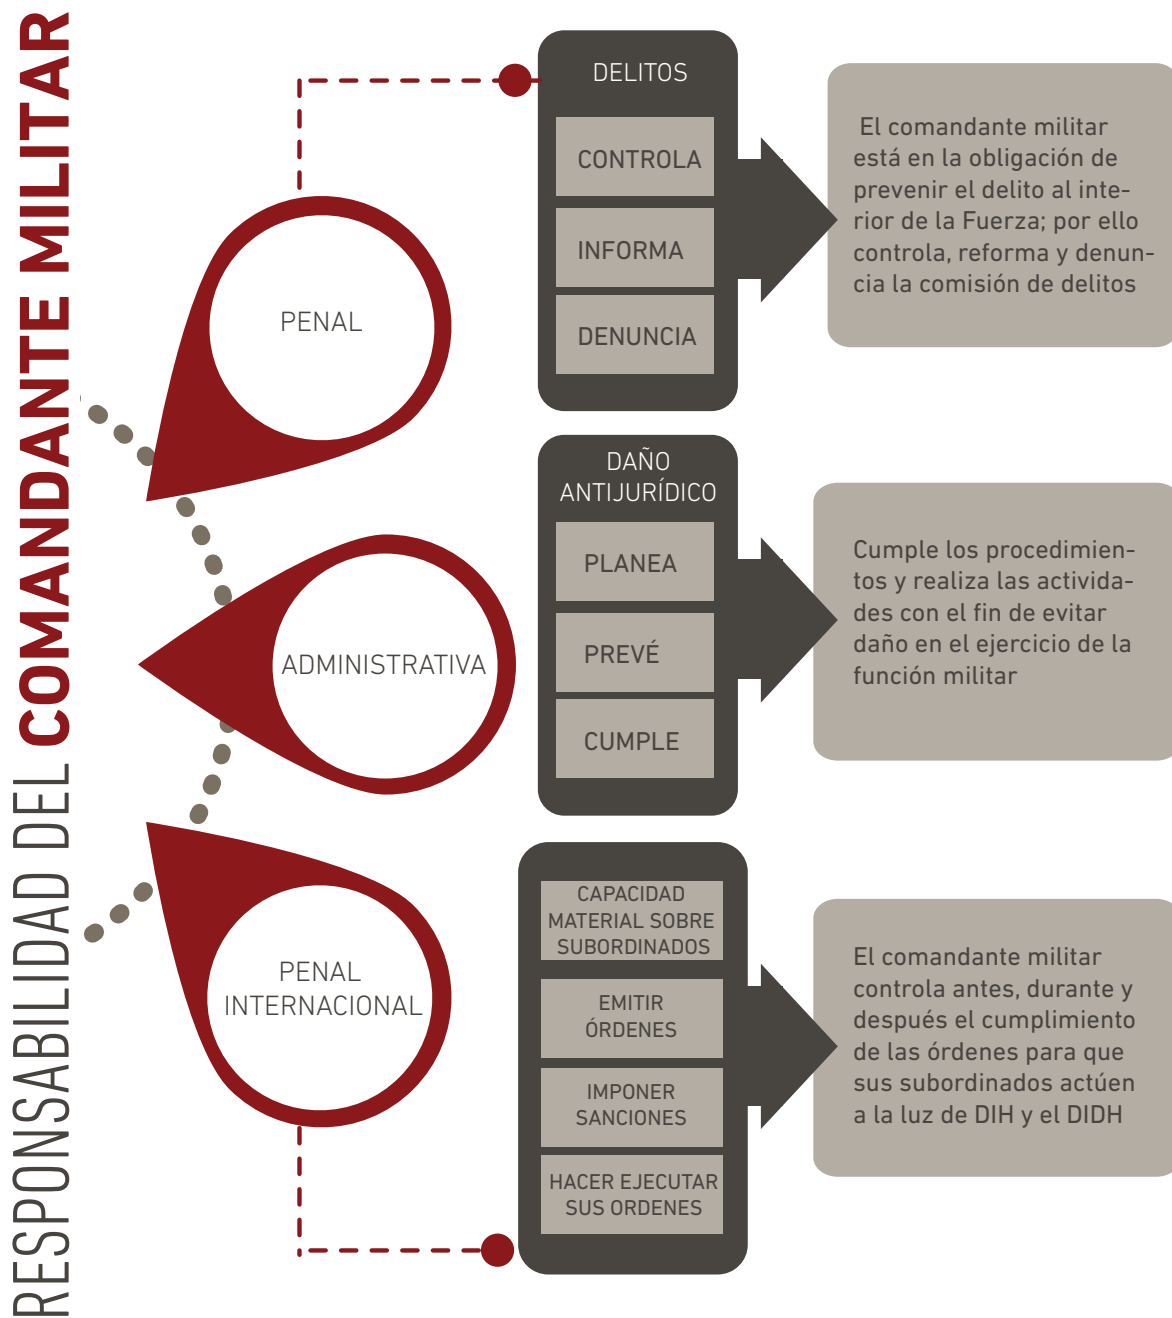 RESPONSABILIDAD DEL COMANDANTE MILITAR
PENAL
DELITOS
CONTROLA
INFORMA
DENUNCIA
El comandante militar
está en la obligación de
prevenir el delito al inte-
rior de la Fuerza; por ello
controla, reforma y denun-
cia la comisión de delitos
ADMINISTRATIVA
DAÑO
ANTIJURÍDICO
PLANEA
PREVÉ
CUMPLE
Cumple los procedimien-
tos y realiza las activida-
des con el fin de evitar
daño en el ejercicio de la
función militar
PENAL
INTERNACIONAL
CAPACIDAD
MATERIAL SOBRE
SUBORDINADOS
EMITIR
ÓRDENES
IMPONER
SANCIONES
HACER EJECUTAR
SUS ORDENES
El comandante militar
controla antes, durante y
después el cumplimiento
de las órdenes para que
sus subordinados actúen
a la luz de DIH y el DIDH